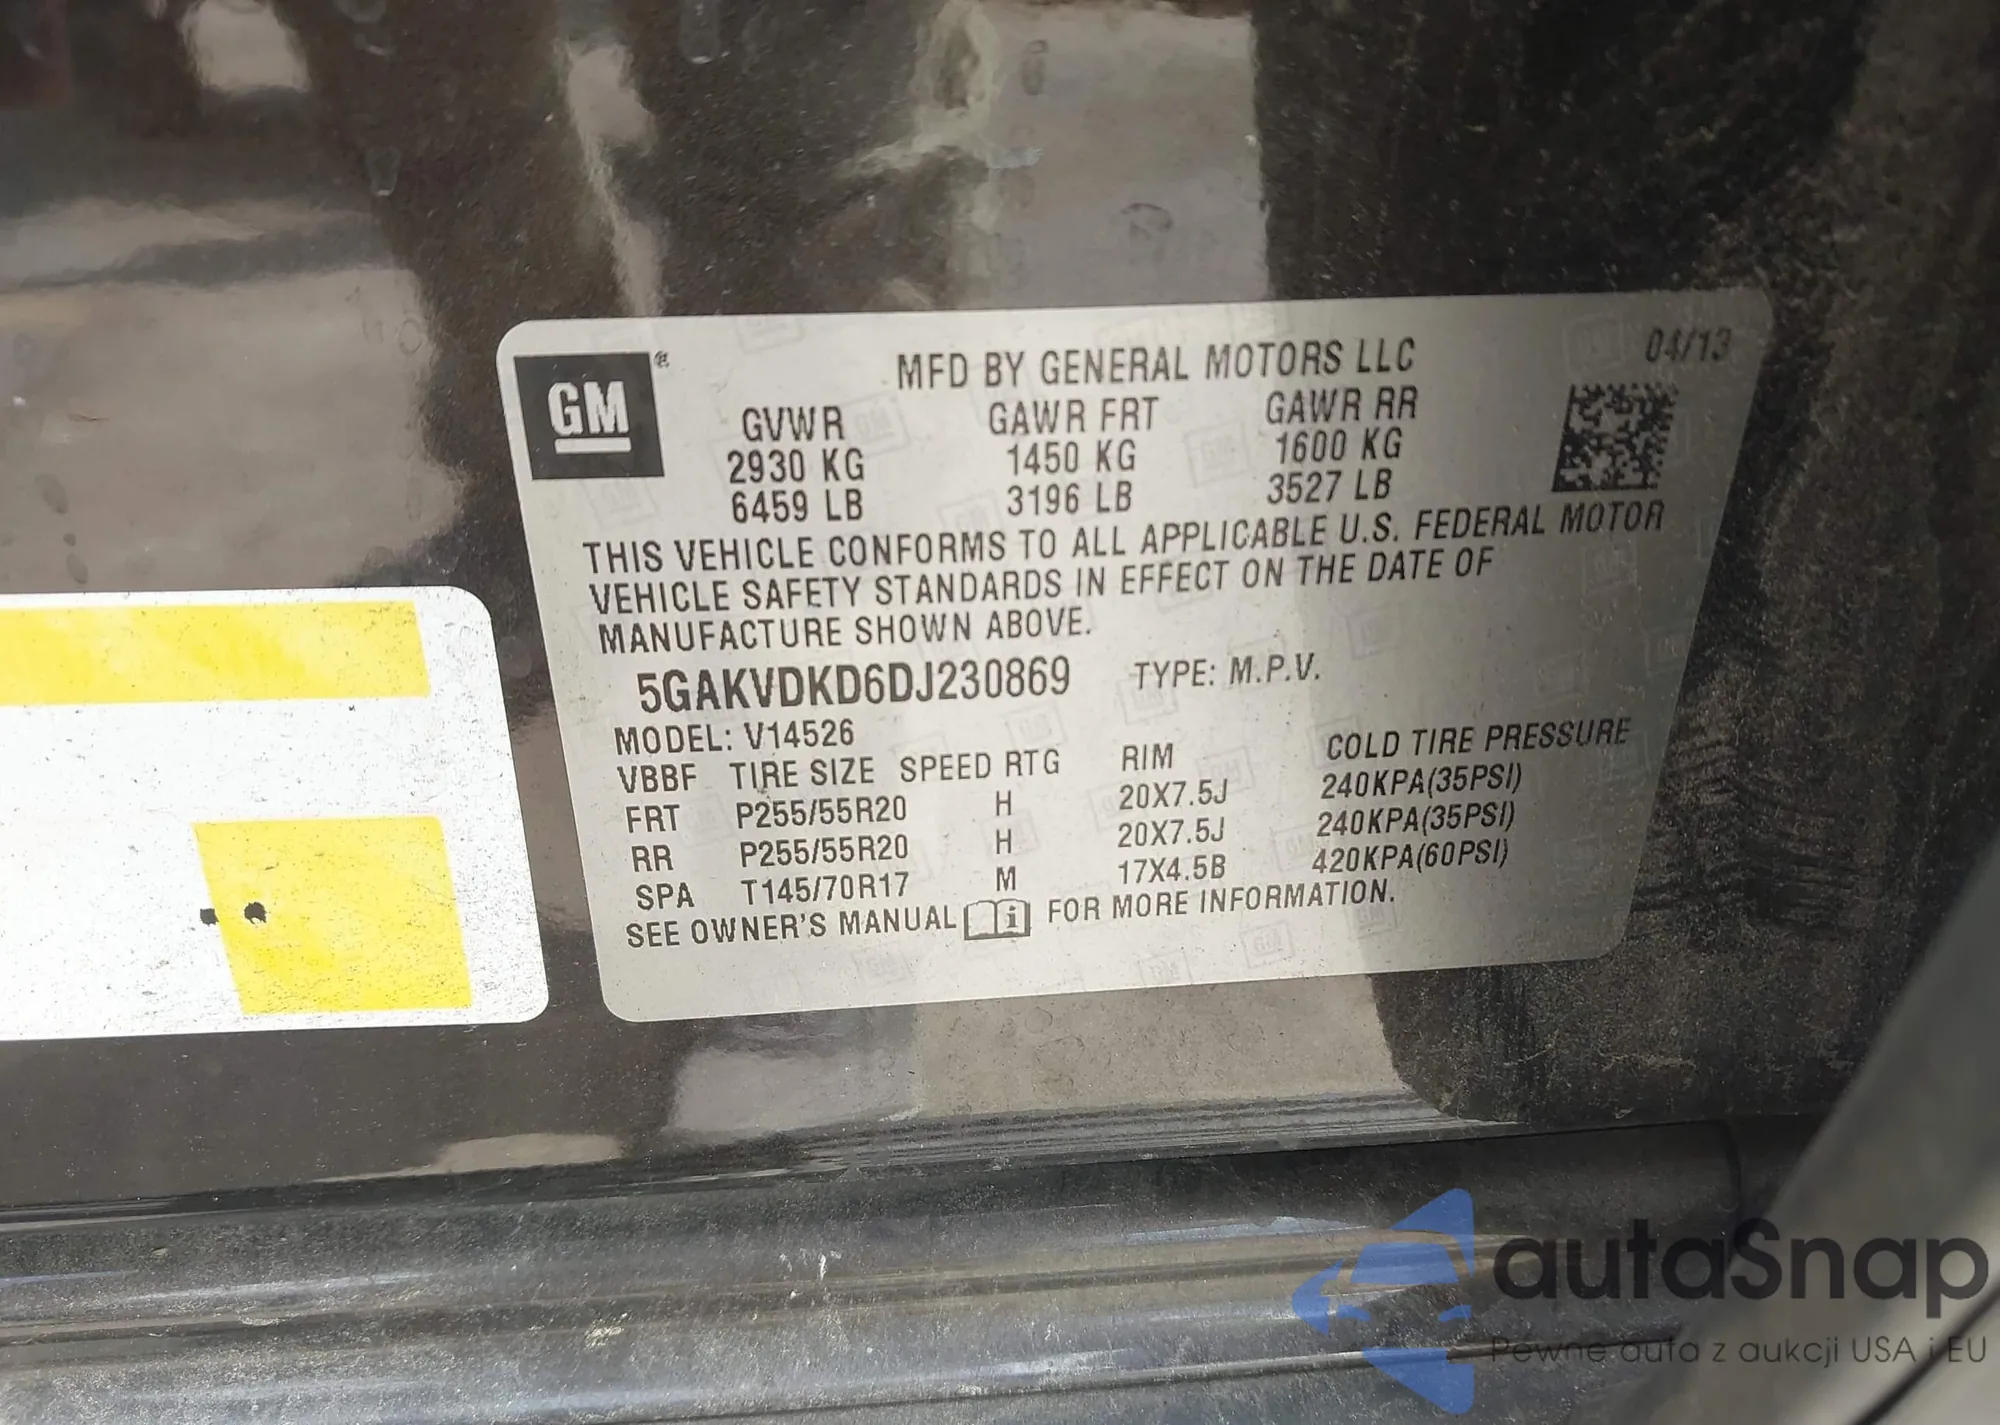 GM®
MFD BY GENERAL MOTORS LLC 04/13
GVWR GAWR FRT GAWR RR
2930 KG 1450 KG 1600 KG
6459 LB 3196 LB 3527 LB
THIS VEHICLE CONFORMS TO ALL APPLICABLE U.S. FEDERAL MOTOR
VEHICLE SAFETY STANDARDS IN EFFECT ON THE DATE OF
MANUFACTURE SHOWN ABOVE.
5GAKVDKD6DJ230869 TYPE: M.P.V.
MODEL: V14526
VBBF TIRE SIZE SPEED RTG RIM COLD TIRE PRESSURE
FRT P255/55R20 H 20X7.5J 240KPA(35PSI)
RR P255/55R20 H 20X7.5J 240KPA(35PSI)
SPA T145/70R17 M 17X4.5B 420KPA(60PSI)
SEE OWNER'S MANUAL i FOR MORE INFORMATION.
autaSnap
Pewne auta z aukcji USA i EU